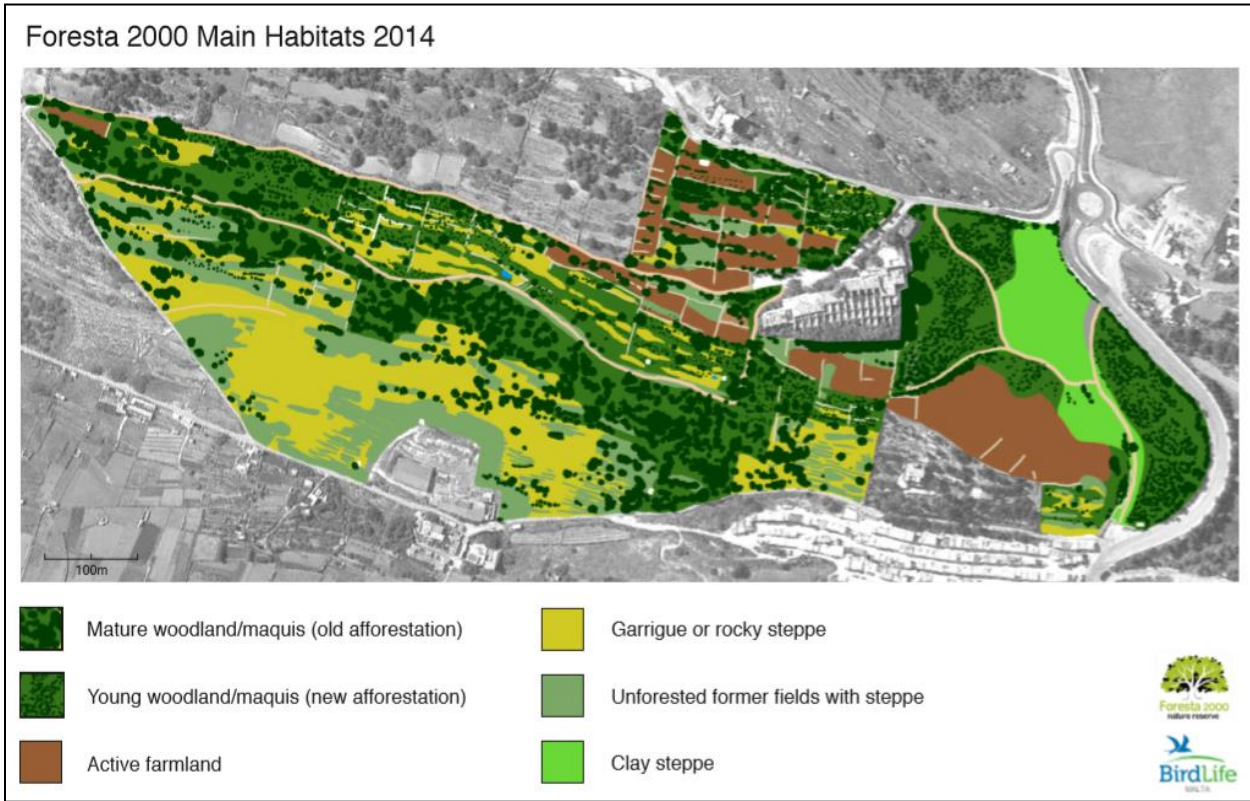 Foresta 2000 Main Habitats 2014
100m
Mature woodland/maquis (old afforestation)
Young woodland/maquis (new afforestation)
Active farmland
Garrigue or rocky steppe
Unforested former fields with steppe
Clay steppe
Foresta 2000
nature reserve
BirdLife
MALTA